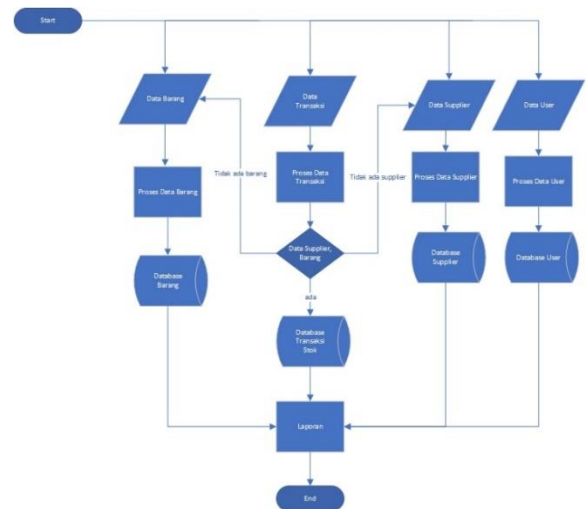 Start
Data Barang
Data
Transaksi
Data Supplier
Data User
Tidak ada barang
Tidak ada supplier
Proses Data Barang
Proses Data
Transaksi
Proses Data Supplier
Proses Data User
Data Supplier,
Barang
Database
Barang
Database
Supplier
Database User
ada
Database
Transaksi
Stok
Laporan
End